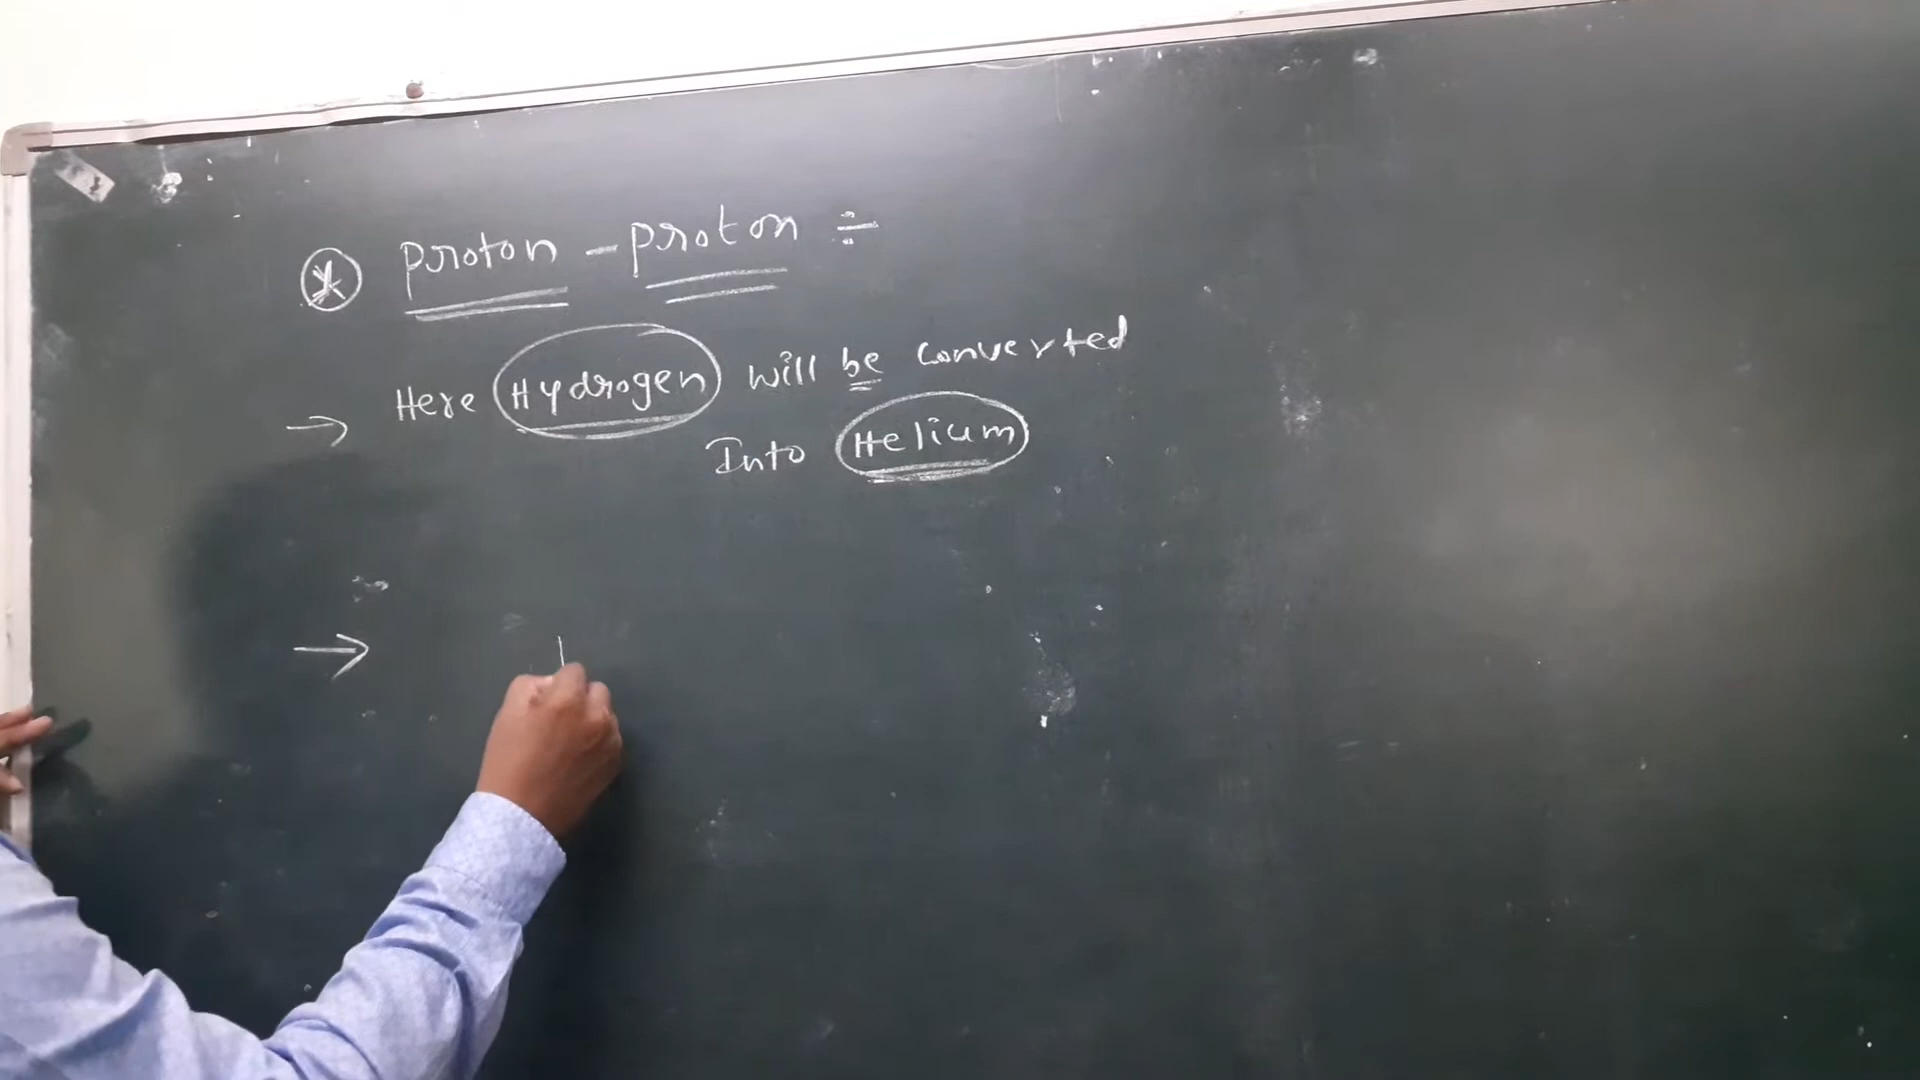 * Proton - Proton ÷
→ Here Hydrogen will be converted
Into Helium
→